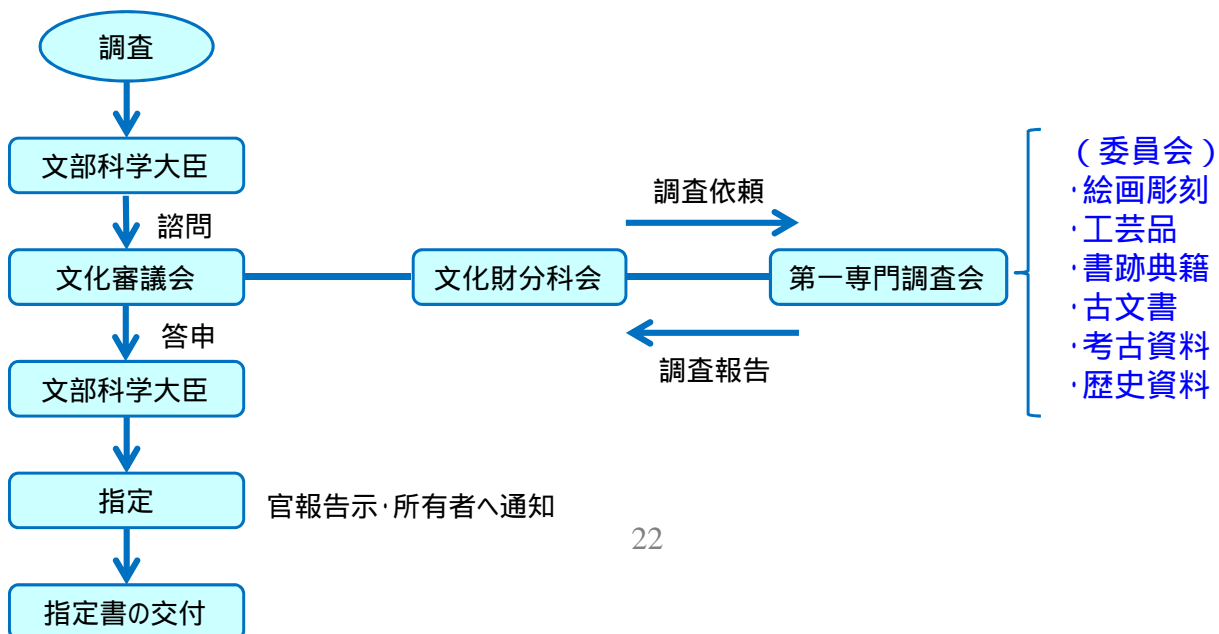 調査
文部科学大臣
諮問
文化審議会
文化財分科会
調査依頼
第一専門調査会
調査報告
(委員会)
・絵画彫刻
・工芸品
・書跡典籍
・古文書
・考古資料
・歴史資料
答申
文部科学大臣
指定
官報告示・所有者へ通知
22
指定書の交付